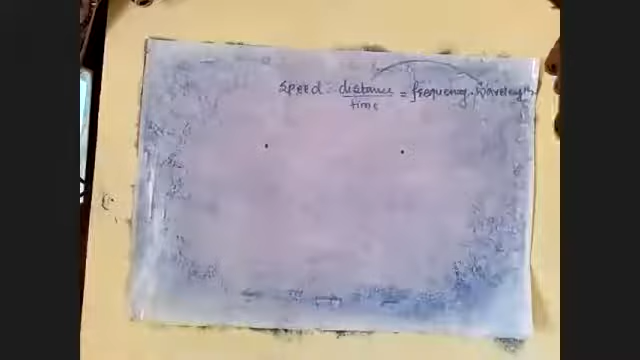 Speed = distance / time = frequency . wavelength